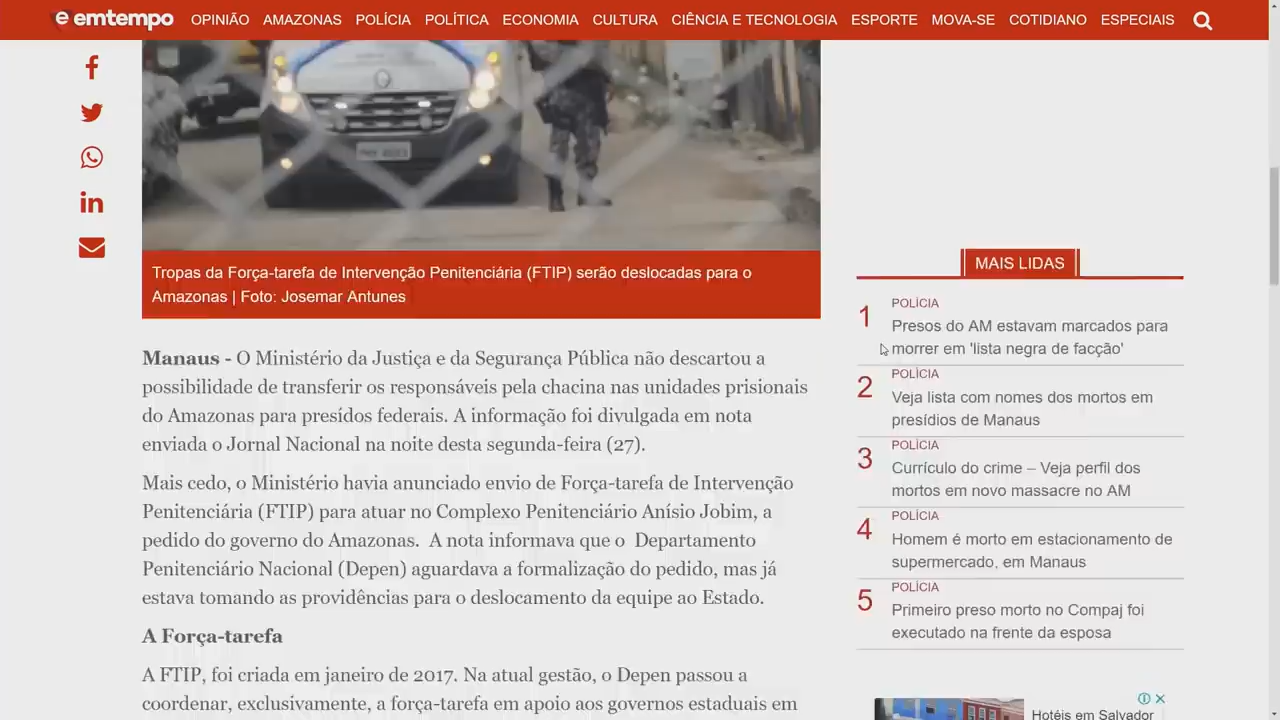 emtempo OPINIÃO AMAZONAS POLÍCIA POLÍTICA ECONOMIA CULTURA CIÊNCIA E TECNOLOGIA ESPORTE MOVA-SE COTIDIANO ESPECIAIS
Tropas da Força-tarefa de Intervenção Penitenciária (FTIP) serão deslocadas para o
Amazonas | Foto: Josemar Antunes
Manaus - O Ministério da Justiça e da Segurança Pública não descartou a
possibilidade de transferir os responsáveis pela chacina nas unidades prisionais
do Amazonas para presídos federais. A informação foi divulgada em nota
enviada o Jornal Nacional na noite desta segunda-feira (27).
Mais cedo, o Ministério havia anunciado envio de Força-tarefa de Intervenção
Penitenciária (FTIP) para atuar no Complexo Penitenciário Anísio Jobim, a
pedido do governo do Amazonas. A nota informava que o Departamento
Penitenciário Nacional (Depen) aguardava a formalização do pedido, mas já
estava tomando as providências para o deslocamento da equipe ao Estado.
A Força-tarefa
A FTIP, foi criada em janeiro de 2017. Na atual gestão, o Depen passou a
coordenar, exclusivamente, a força-tarefa em apoio aos governos estaduais em
MAIS LIDAS
1 POLÍCIA
Presos do AM estavam marcados para
morrer em 'lista negra de facção'
2 POLÍCIA
Veja lista com nomes dos mortos em
presídios de Manaus
3 POLÍCIA
Currículo do crime – Veja perfil dos
mortos em novo massacre no AM
4 POLÍCIA
Homem é morto em estacionamento de
supermercado, em Manaus
5 POLÍCIA
Primeiro preso morto no Compaj foi
executado na frente da esposa
Hotéis em Salvador